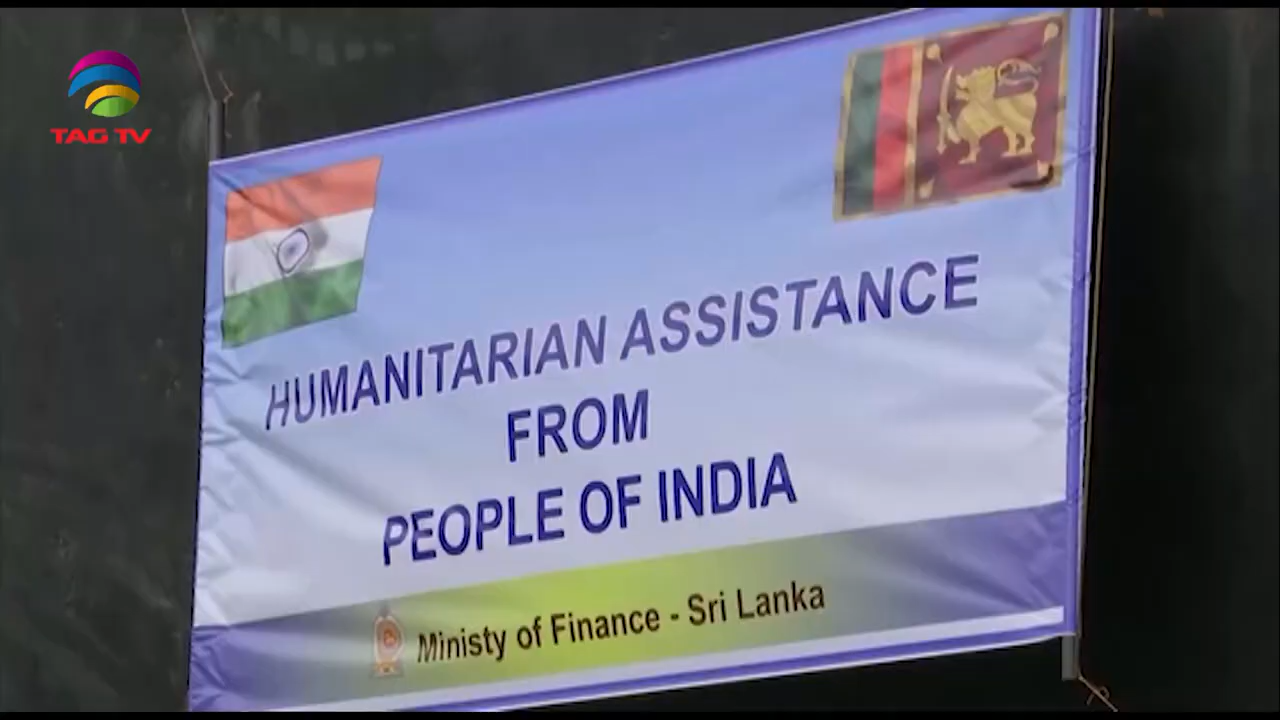 TAG TV
HUMANITARIAN ASSISTANCE
FROM
PEOPLE OF INDIA
Ministy of Finance - Sri Lanka